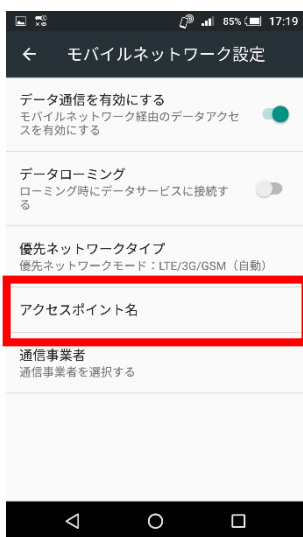 85% 17:19
モバイルネットワーク設定
データ通信を有効にする
モバイルネットワーク経由のデータアクセ
スを有効にする
データローミング
ローミング時にデータサービスに接続す
る
優先ネットワークタイプ
優先ネットワークモード：LTE/3G/GSM（自動）
アクセスポイント名
通信事業者
通信事業者を選択する